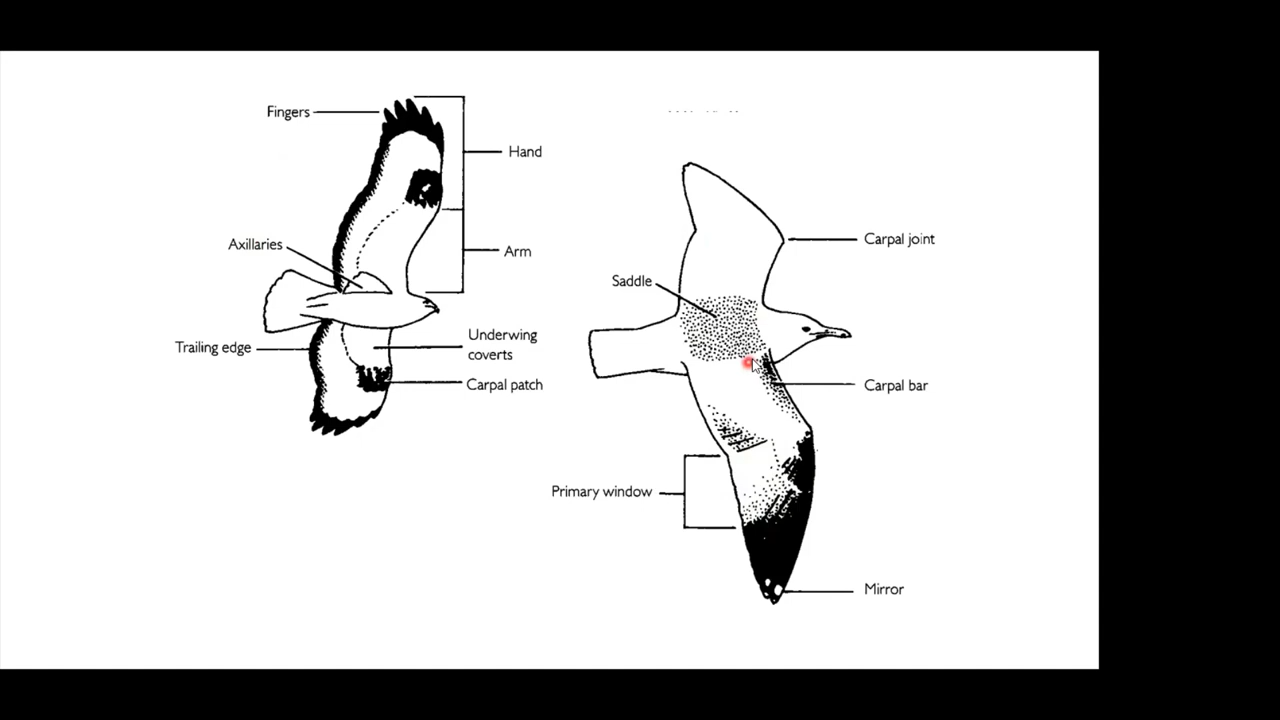 Fingers
Hand
Axillaries
Arm
Trailing edge
Underwing
coverts
Carpal patch
Carpal joint
Saddle
Carpal bar
Primary window
Mirror